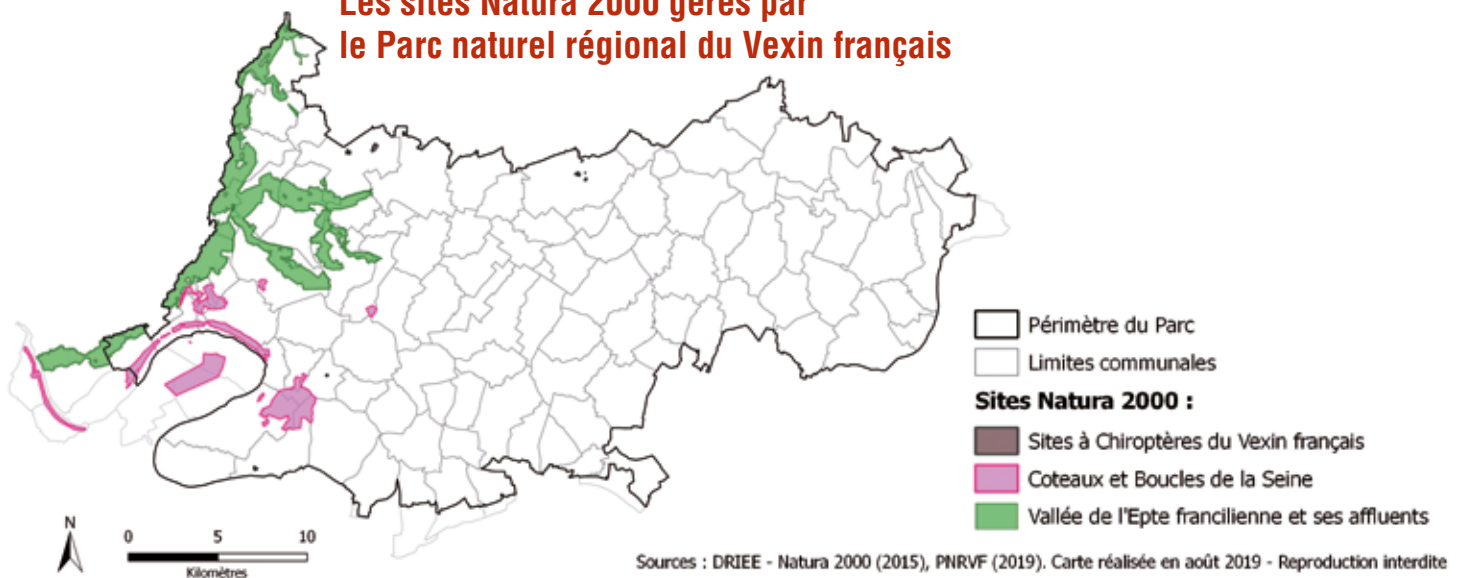 Les sites Natura 2000 gérés par
le Parc naturel régional du Vexin français
Périmètre du Parc
Limites communales
Sites Natura 2000 :
Sites à Chiroptères du Vexin français
Coteaux et Boucles de la Seine
Vallée de l'Epte francilienne et ses affluents
N
0 5 10
Kilomètres
Sources : DRIEE - Natura 2000 (2015), PNRVF (2019). Carte réalisée en août 2019 - Reproduction interdite